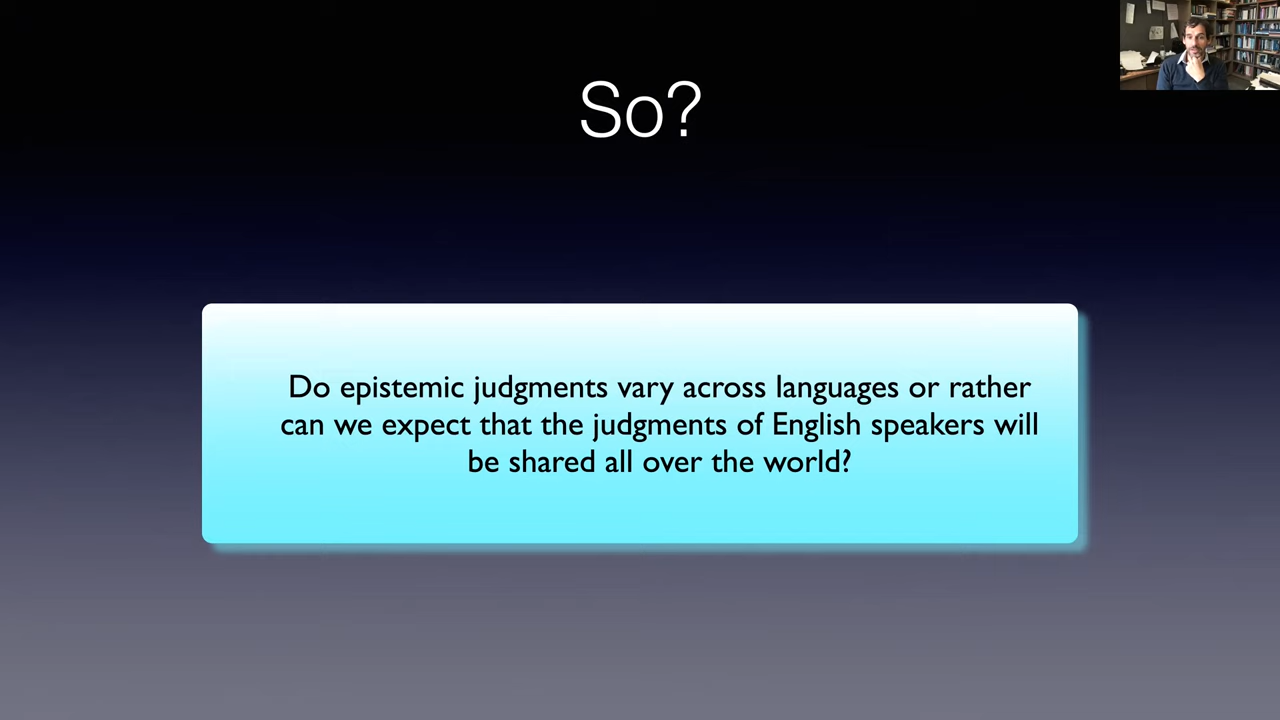 So?
Do epistemic judgments vary across languages or rather
can we expect that the judgments of English speakers will
be shared all over the world?